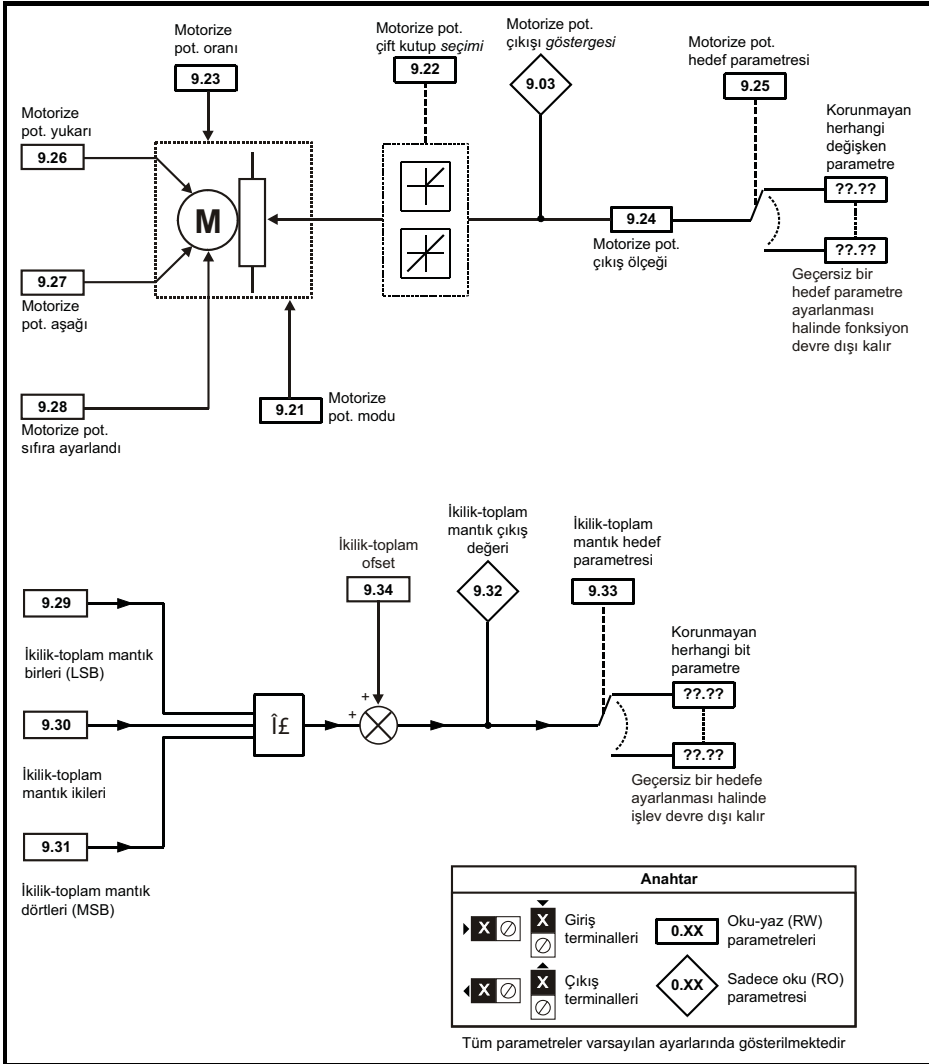 Motorize
pot. oranı
9.23
Motorize pot.
çift kutup seçimi
9.22
Motorize pot.
çıkışı göstergesi
9.03
Motorize pot.
hedef parametresi
9.25
Motorize
pot. yukarı
9.26
Korunmayan
herhangi
değişken
parametre
??.??
M
9.24
Motorize pot.
çıkış ölçeği
??.??
Geçersiz bir
hedef parametre
ayarlanması
halinde fonksiyon
devre dışı kalır
9.27
Motorize
pot. aşağı
9.28
Motorize pot.
sıfıra ayarlandı
9.21
Motorize
pot. modu
İkilik-toplam
ofset
9.34
İkilik-toplam
mantık çıkış
değeri
9.32
İkilik-toplam
mantık hedef
parametresi
9.33
9.29
İkilik-toplam mantık
birleri (LSB)
Korunmayan
herhangi bit
parametre
??.??
9.30
İkilik-toplam
mantık ikileri
Î£
+
+
??.??
Geçersiz bir hedefe
ayarlanması halinde
işlev devre dışı kalır
9.31
İkilik-toplam mantık
dörtleri (MSB)
Anahtar
X
X
Giriş
terminalleri
0.XX
Oku-yaz (RW)
parametreleri
X
X
Çıkış
terminalleri
0.XX
Sadece oku (RO)
parametresi
Tüm parametreler varsayılan ayarlarında gösterilmektedir